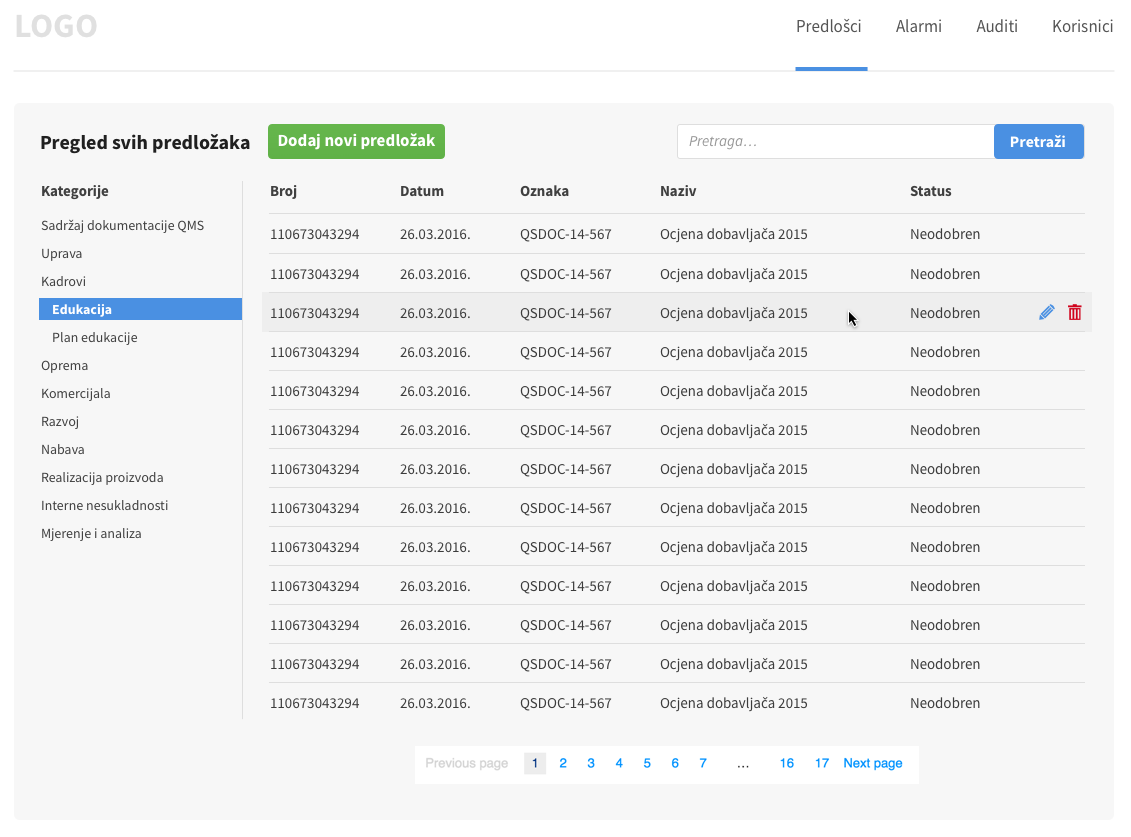 LOGO
Predlošci Alarmi Auditi Korisnici
Pregled svih predložaka Dodaj novi predložak Pretraga... Pretraži
Kategorije
Sadržaj dokumentacije QMS
Uprava
Kadrovi
Edukacija
Plan edukacije
Oprema
Komercijala
Razvoj
Nabava
Realizacija proizvoda
Interne nesukladnosti
Mjerenje i analiza
Broj Datum Oznaka Naziv Status
110673043294 26.03.2016. QSDOC-14-567 Ocjena dobavljača 2015 Neodobren
110673043294 26.03.2016. QSDOC-14-567 Ocjena dobavljača 2015 Neodobren
110673043294 26.03.2016. QSDOC-14-567 Ocjena dobavljača 2015 Neodobren
110673043294 26.03.2016. QSDOC-14-567 Ocjena dobavljača 2015 Neodobren
110673043294 26.03.2016. QSDOC-14-567 Ocjena dobavljača 2015 Neodobren
110673043294 26.03.2016. QSDOC-14-567 Ocjena dobavljača 2015 Neodobren
110673043294 26.03.2016. QSDOC-14-567 Ocjena dobavljača 2015 Neodobren
110673043294 26.03.2016. QSDOC-14-567 Ocjena dobavljača 2015 Neodobren
110673043294 26.03.2016. QSDOC-14-567 Ocjena dobavljača 2015 Neodobren
110673043294 26.03.2016. QSDOC-14-567 Ocjena dobavljača 2015 Neodobren
110673043294 26.03.2016. QSDOC-14-567 Ocjena dobavljača 2015 Neodobren
110673043294 26.03.2016. QSDOC-14-567 Ocjena dobavljača 2015 Neodobren
110673043294 26.03.2016. QSDOC-14-567 Ocjena dobavljača 2015 Neodobren
Previous page 1 2 3 4 5 6 7 ... 16 17 Next page